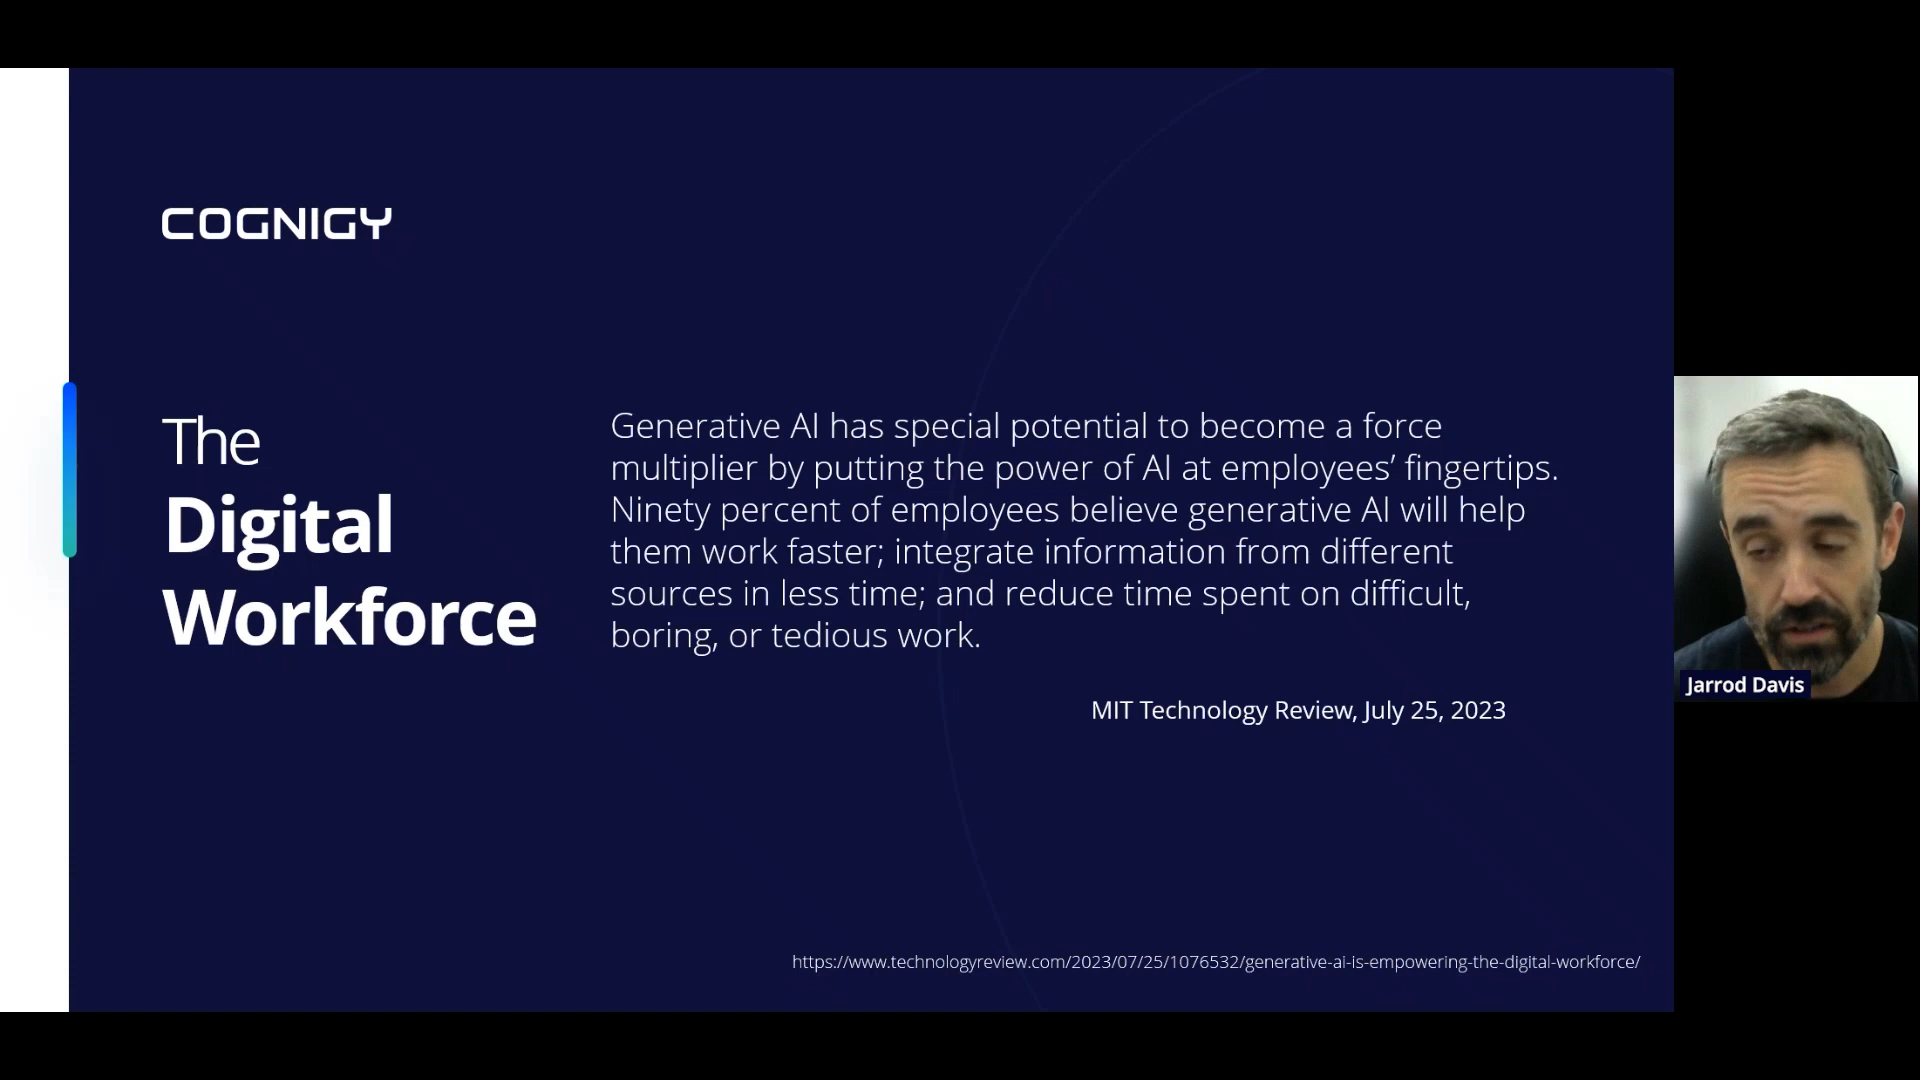 COGNIGY
The
Digital
Workforce
Generative AI has special potential to become a force
multiplier by putting the power of AI at employees’ fingertips.
Ninety percent of employees believe generative AI will help
them work faster; integrate information from different
sources in less time; and reduce time spent on difficult,
boring, or tedious work.
MIT Technology Review, July 25, 2023
https://www.technologyreview.com/2023/07/25/1076532/generative-ai-is-empowering-the-digital-workforce/
Jarrod Davis